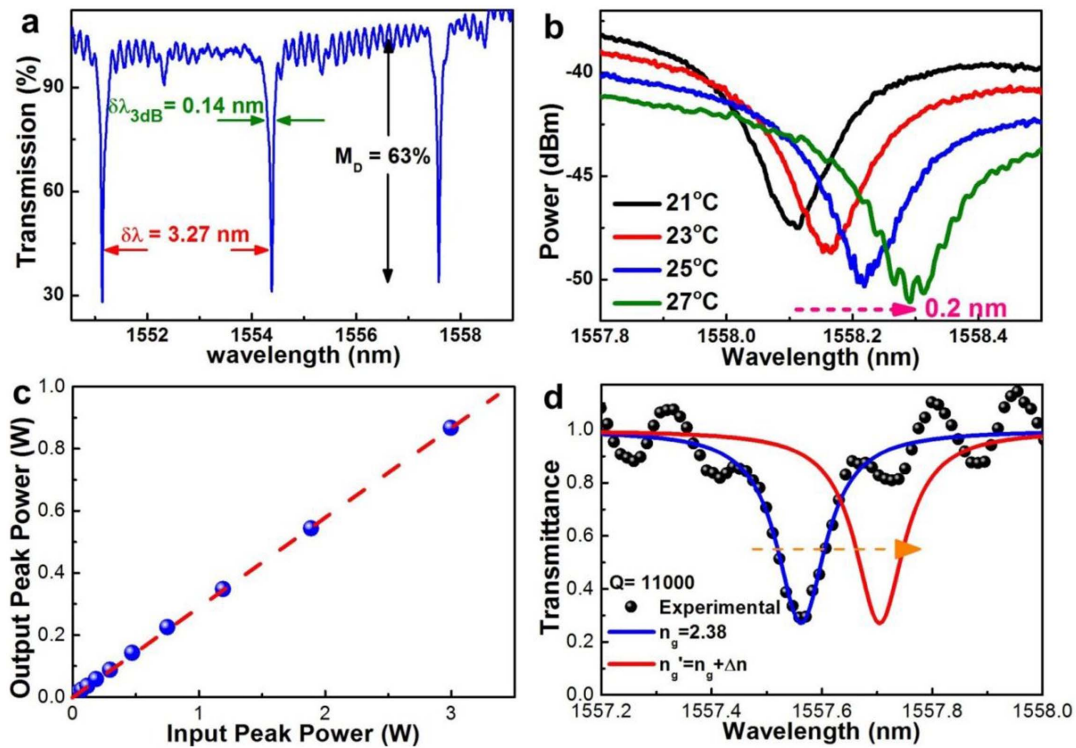 a
Transmission (%)
90
60
30
δλ3dB = 0.14 nm
MD = 63%
δλ = 3.27 nm
1552 1554 1556 1558
wavelength (nm)
b
Power (dBm)
-40
-45
-50
21°C
23°C
25°C
27°C
0.2 nm
1557.8 1558.0 1558.2 1558.4
Wavelength (nm)
c
Output Peak Power (W)
1.0
0.8
0.6
0.4
0.2
0.0
0 1 2 3
Input Peak Power (W)
d
Transmittance
1.0
0.8
0.6
0.4
0.2
0.0
Q= 11000
Experimental
ng=2.38
ng'=ng+Δn
1557.2 1557.4 1557.6 1557.8 1558.0
Wavelength (nm)